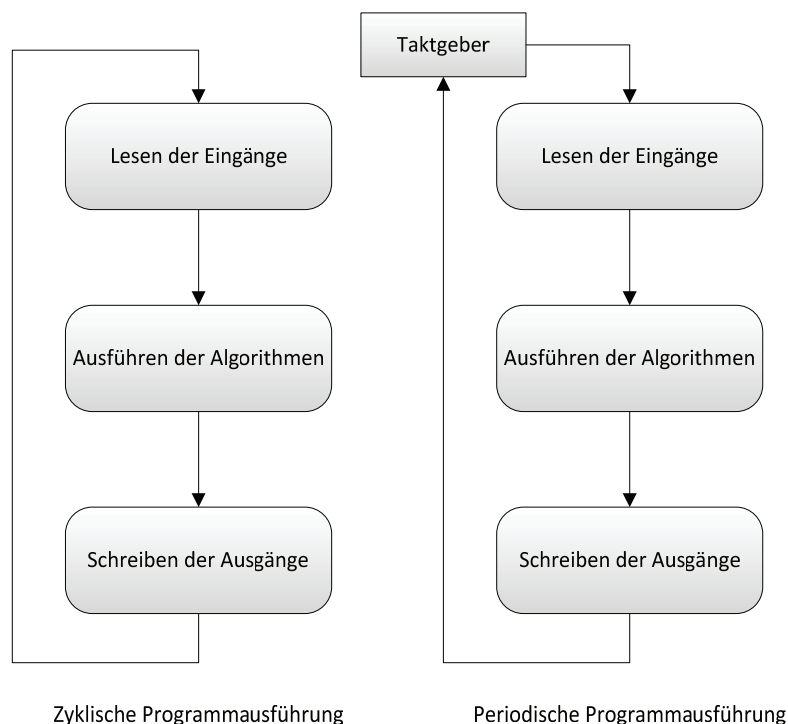 Taktgeber
Lesen der Eingänge
Ausführen der Algorithmen
Schreiben der Ausgänge
Zyklische Programmausführung
Lesen der Eingänge
Ausführen der Algorithmen
Schreiben der Ausgänge
Periodische Programmausführung